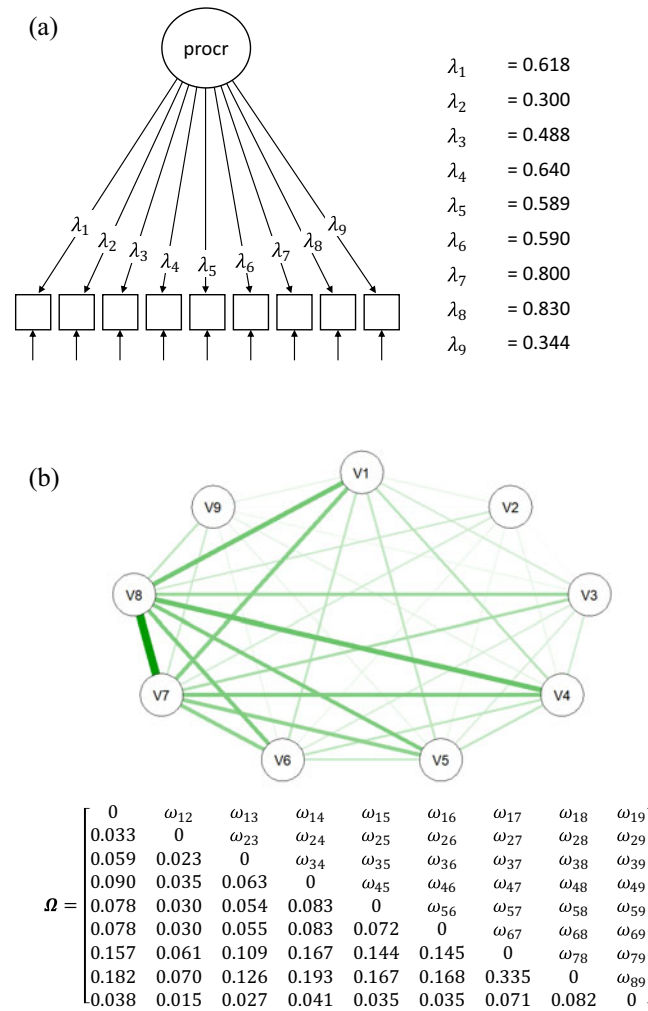 (a)
procr
λ₁ = 0.618
λ₂ = 0.300
λ₃ = 0.488
λ₄ = 0.640
λ₅ = 0.589
λ₆ = 0.590
λ₇ = 0.800
λ₈ = 0.830
λ₉ = 0.344
λ₁ λ₂ λ₃ λ₄ λ₅ λ₆ λ₇ λ₈ λ₉
(b)
V1
V9 V2
V8 V3
V7 V4
V6 V5
0 ω₁₂ ω₁₃ ω₁₄ ω₁₅ ω₁₆ ω₁₇ ω₁₈ ω₁₉
0.033 0 ω₂₃ ω₂₄ ω₂₅ ω₂₆ ω₂₇ ω₂₈ ω₂₉
0.059 0.023 0 ω₃₄ ω₃₅ ω₃₆ ω₃₇ ω₃₈ ω₃₉
0.090 0.035 0.063 0 ω₄₅ ω₄₆ ω₄₇ ω₄₈ ω₄₉
Ω = 0.078 0.030 0.054 0.083 0 ω₅₆ ω₅₇ ω₅₈ ω₅₉
0.078 0.030 0.055 0.083 0.072 0 ω₆₇ ω₆₈ ω₆₉
0.157 0.061 0.109 0.167 0.144 0.145 0 ω₇₈ ω₇₉
0.182 0.070 0.126 0.193 0.167 0.168 0.335 0 ω₈₉
0.038 0.015 0.027 0.041 0.035 0.035 0.071 0.082 0